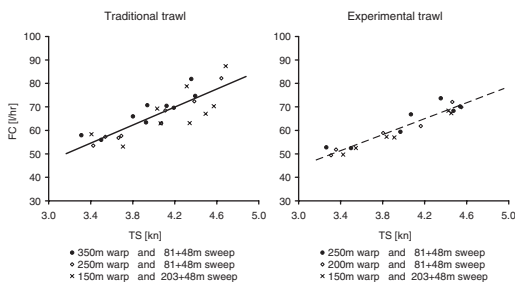 Traditional trawl
Experimental trawl
100
90
80
70
60
50
40
30
FC [l/hr]
3.0 3.4 3.8 4.2 4.6 5.0
TS [kn]
100
90
80
70
60
50
40
30
3.0 3.4 3.8 4.2 4.6 5.0
TS [kn]
350m warp and 81+48m sweep
250m warp and 81+48m sweep
150m warp and 203+48m sweep
250m warp and 81+48m sweep
200m warp and 81+48m sweep
150m warp and 203+48m sweep